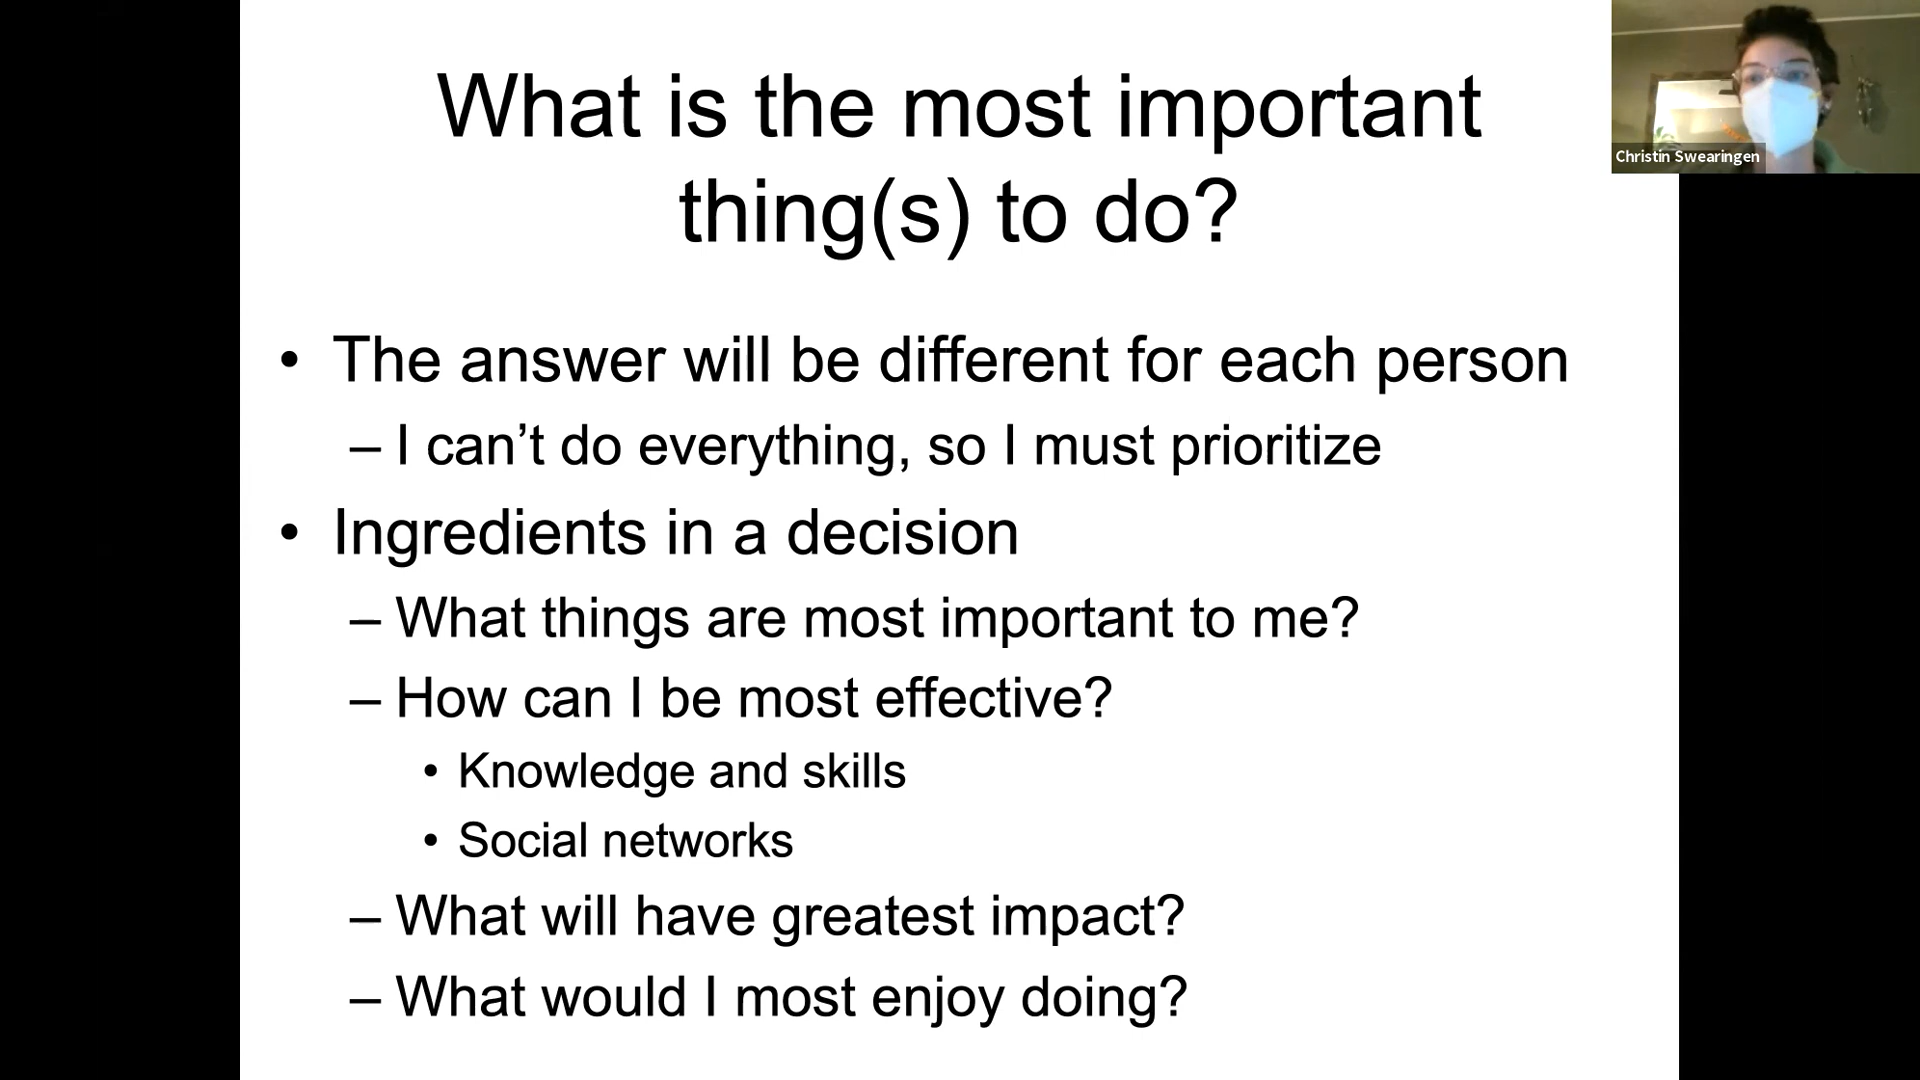 What is the most important
thing(s) to do?
Christin Swearingen
• The answer will be different for each person
– I can’t do everything, so I must prioritize
• Ingredients in a decision
– What things are most important to me?
– How can I be most effective?
• Knowledge and skills
• Social networks
– What will have greatest impact?
– What would I most enjoy doing?